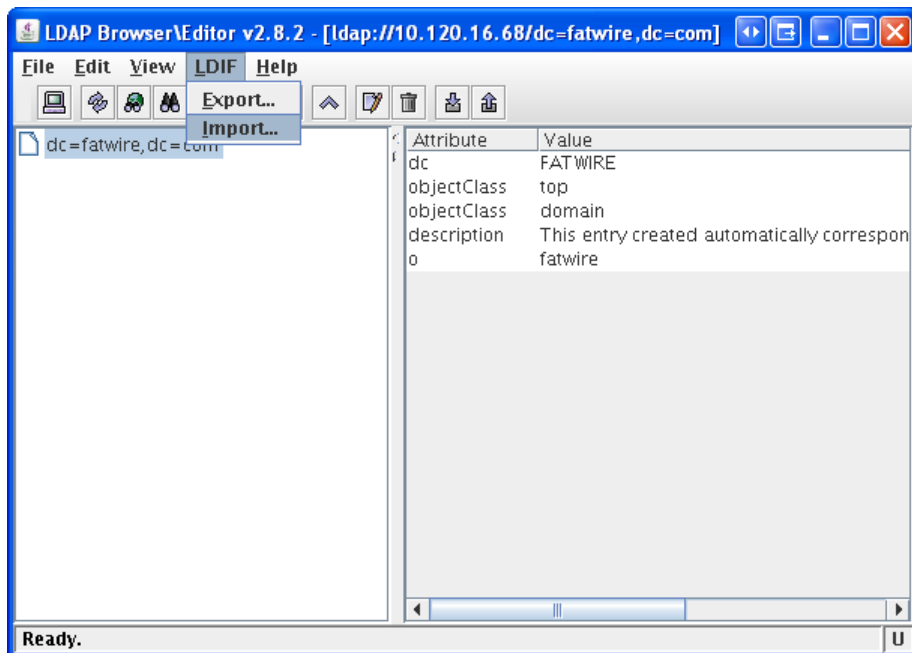 LDAP Browser\Editor v2.8.2 - [ldap://10.120.16.68/dc=fatwire,dc=com]
File Edit View LDIF Help
Export...
Import...
dc=fatwire,dc=com
Attribute Value
dc FATWIRE
objectClass top
objectClass domain
description This entry created automatically correspon
o fatwire
Ready. U